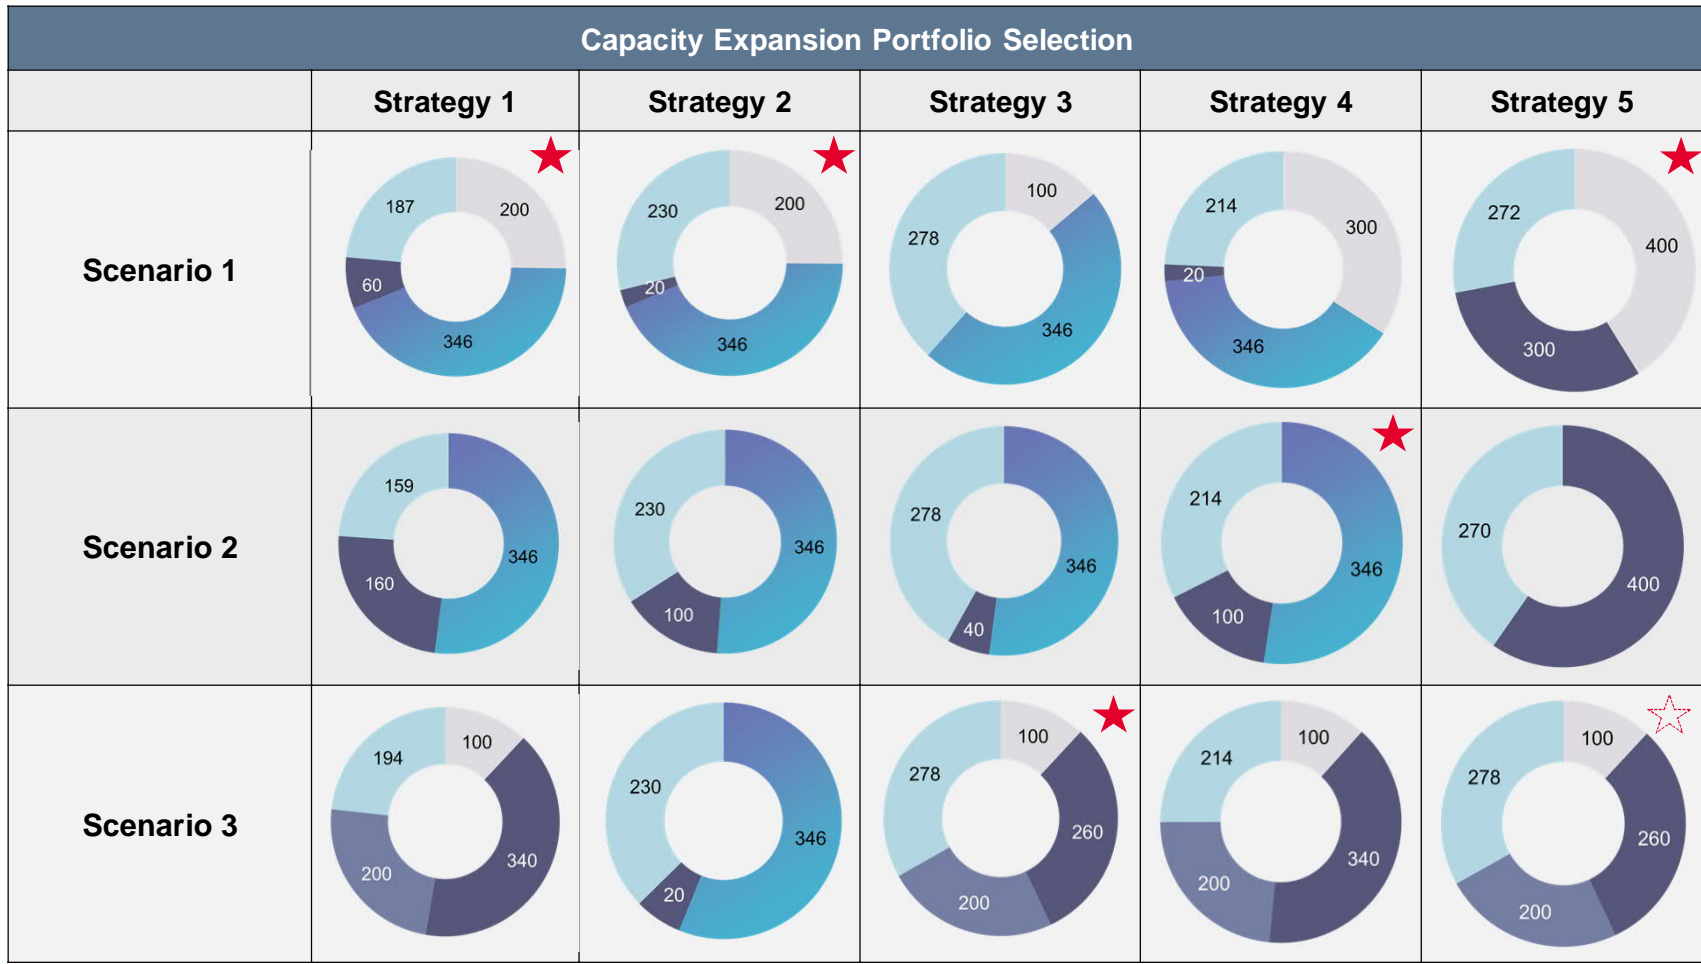 Capacity Expansion Portfolio Selection
Strategy 1 Strategy 2 Strategy 3 Strategy 4 Strategy 5
Scenario 1
187 200 60 346
230 200 20 346
278 100 346
214 300 20 346
272 400 300
Scenario 2
159 346 160
230 346 100
278 346 40
214 346 100
270 400
Scenario 3
194 100 200 340
230 346 20
278 100 260 200
214 100 200 340
278 100 260 200